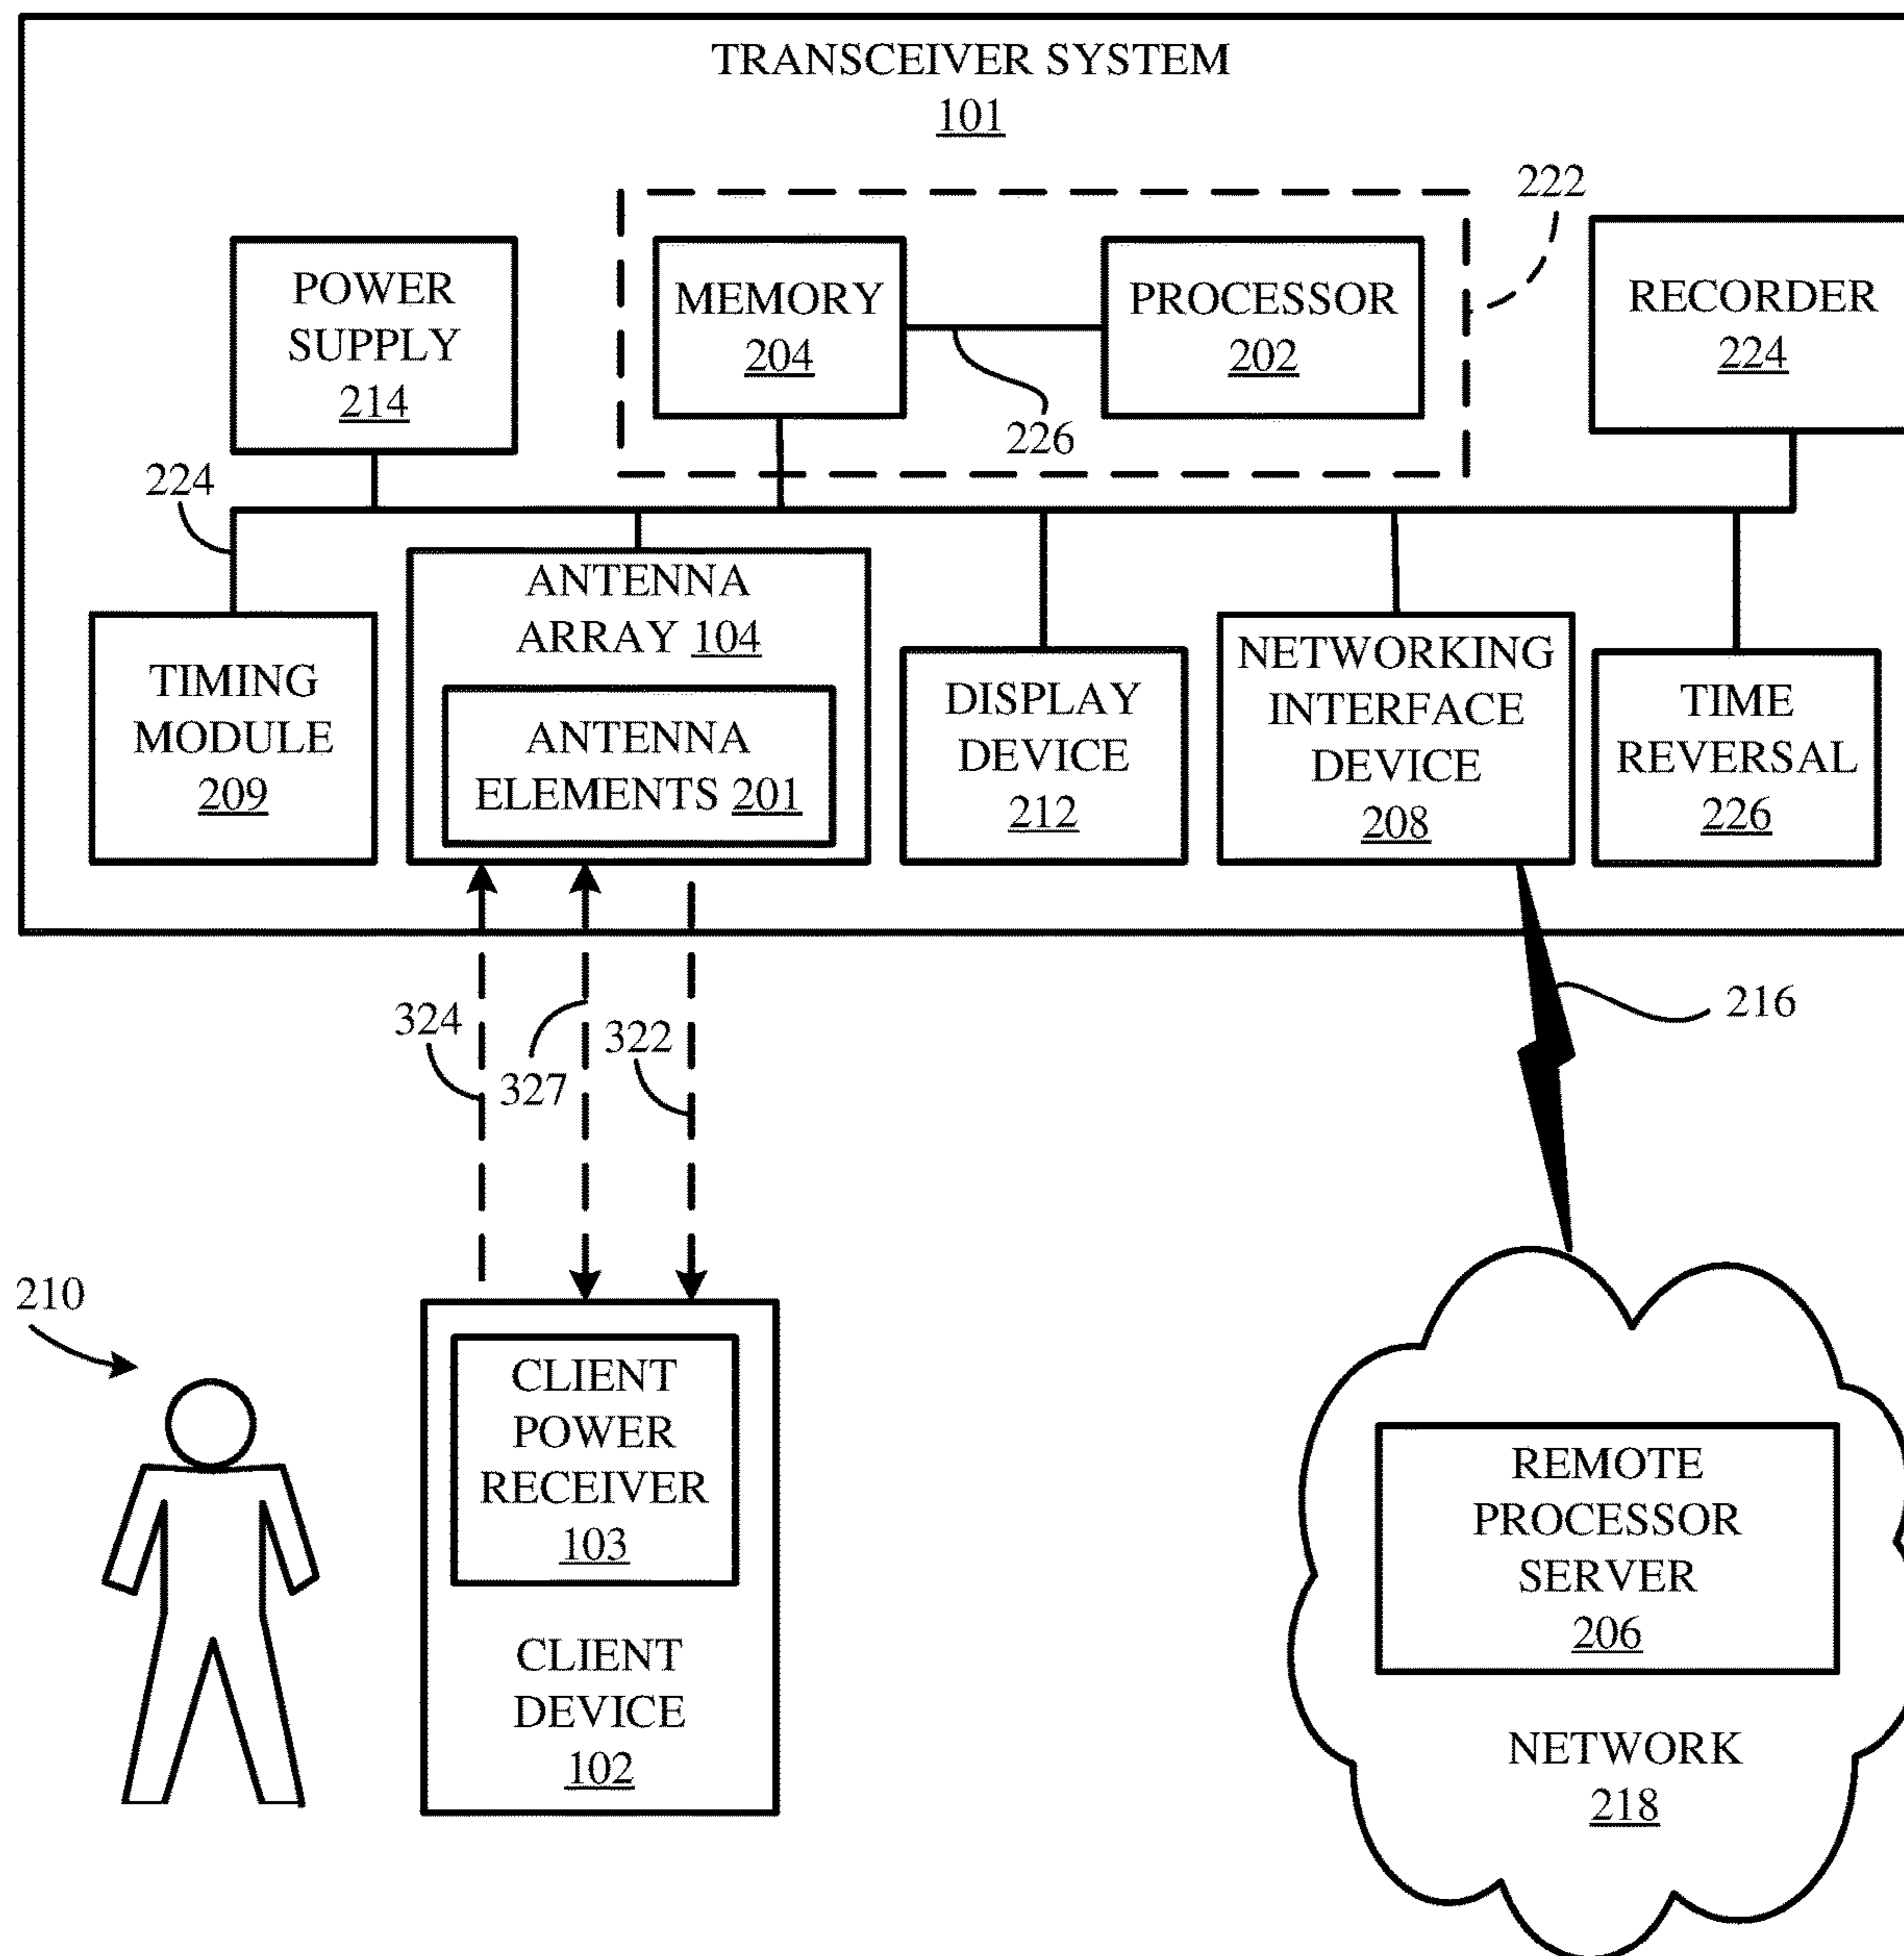 TRANSCEIVER SYSTEM
101
222
POWER
SUPPLY
214
MEMORY
204
PROCESSOR
202
226
RECORDER
224
224
TIMING
MODULE
209
ANTENNA
ARRAY 104
ANTENNA
ELEMENTS 201
DISPLAY
DEVICE
212
NETWORKING
INTERFACE
DEVICE
208
TIME
REVERSAL
226
324
327
322
216
210
CLIENT
POWER
RECEIVER
103
CLIENT
DEVICE
102
REMOTE
PROCESSOR
SERVER
206
NETWORK
218